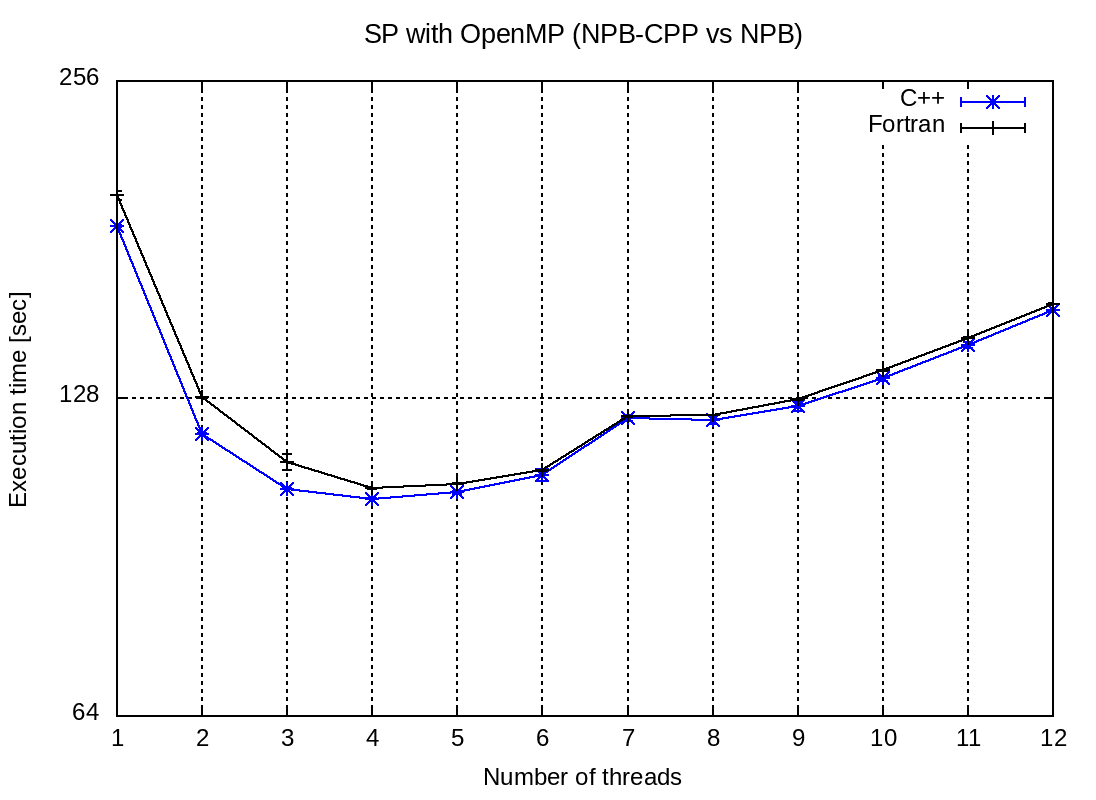 SP with OpenMP (NPB-CPP vs NPB)
256
128
64
Execution time [sec]
C++
Fortran
1 2 3 4 5 6 7 8 9 10 11 12
Number of threads